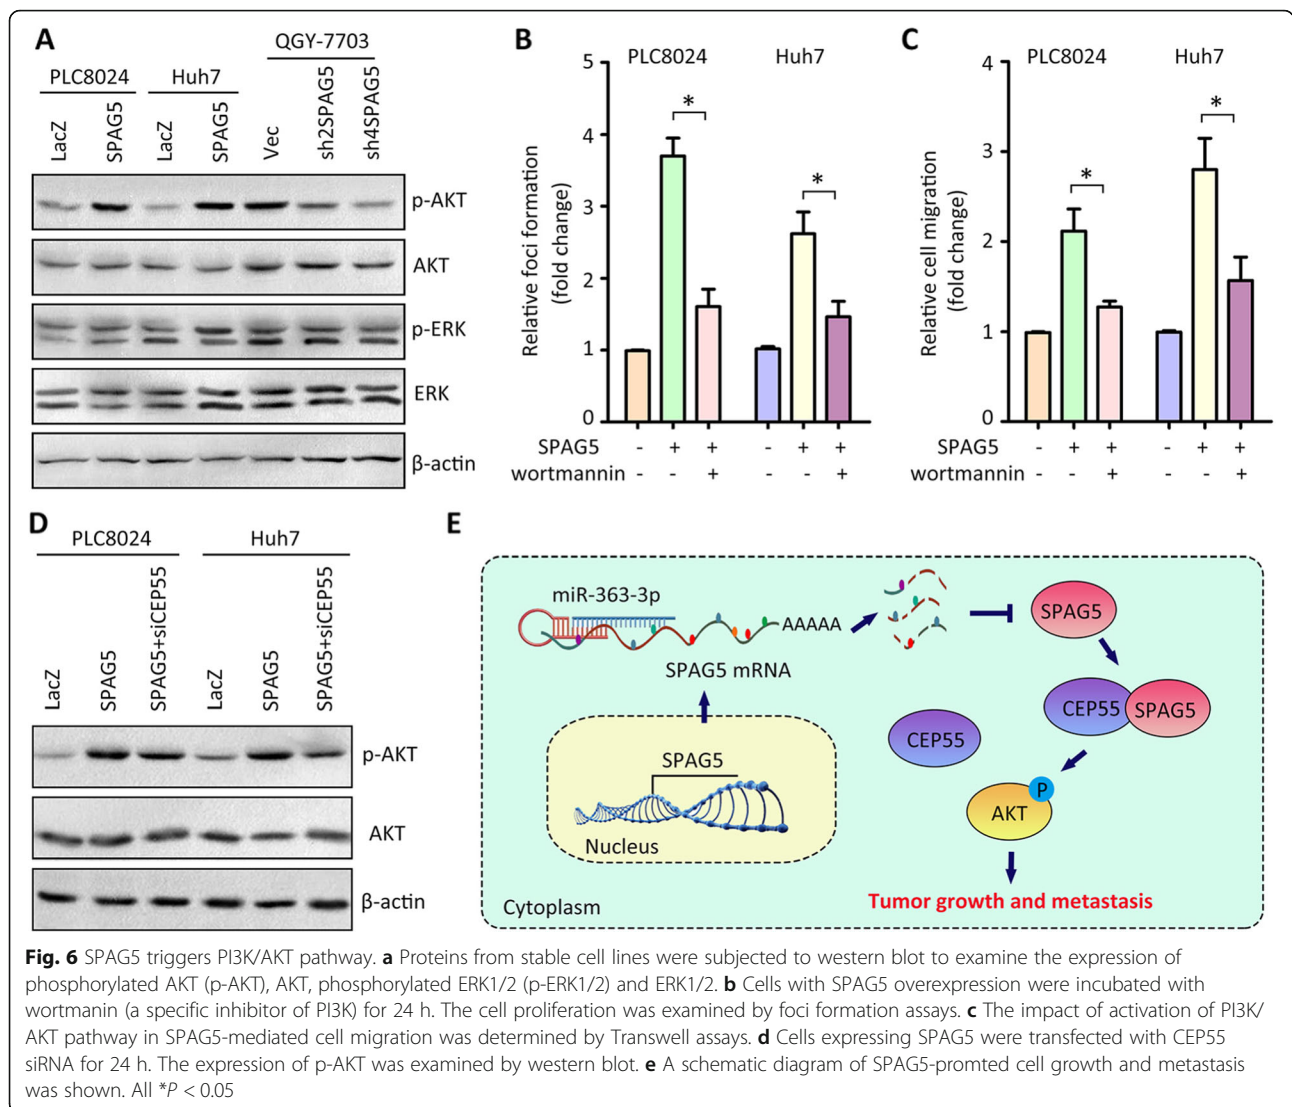 A
PLC8024 Huh7 QGY-7703
LacZ SPAG5 LacZ SPAG5 Vec sh2SPAG5 sh4SPAG5
p-AKT
AKT
p-ERK
ERK
β-actin
B
PLC8024 Huh7
Relative foci formation
(fold change)
5
4
3
2
1
0
* *
SPAG5 - + + - + +
wortmannin - - + - - +
C
PLC8024 Huh7
Relative cell migration
(fold change)
4
3
2
1
0
* *
SPAG5 - + + - + +
wortmannin - - + - - +
D
PLC8024 Huh7
LacZ SPAG5 SPAG5+siCEP55 LacZ SPAG5 SPAG5+siCEP55
p-AKT
AKT
β-actin
E
miR-363-3p
AAAAA
SPAG5 mRNA
SPAG5
CEP55 SPAG5
CEP55
P
AKT
SPAG5
Nucleus
Tumor growth and metastasis
Cytoplasm
Fig. 6 SPAG5 triggers PI3K/AKT pathway. a Proteins from stable cell lines were subjected to western blot to examine the expression of
phosphorylated AKT (p-AKT), AKT, phosphorylated ERK1/2 (p-ERK1/2) and ERK1/2. b Cells with SPAG5 overexpression were incubated with
wortmanin (a specific inhibitor of PI3K) for 24 h. The cell proliferation was examined by foci formation assays. c The impact of activation of PI3K/
AKT pathway in SPAG5-mediated cell migration was determined by Transwell assays. d Cells expressing SPAG5 were transfected with CEP55
siRNA for 24 h. The expression of p-AKT was examined by western blot. e A schematic diagram of SPAG5-promted cell growth and metastasis
was shown. All *P < 0.05